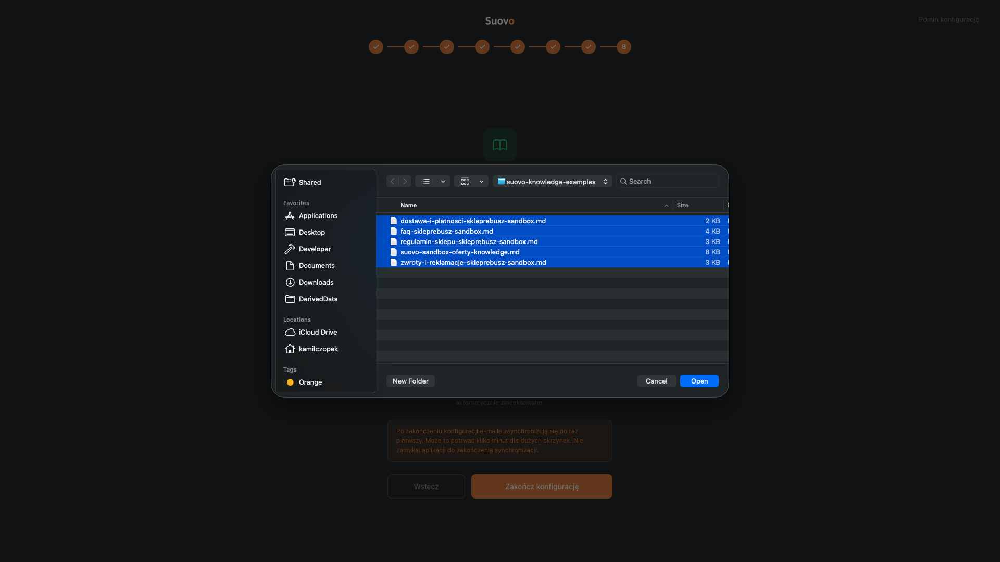 Suovo
Pomiń konfigurację
8
Shared
Favorites
Applications
Desktop
Developer
Documents
Downloads
DerivedData
Locations
iCloud Drive
kamilczopek
Tags
Orange
suovo-knowledge-examples
Search
Name Size
dostawa-i-platnosci-skleprebusz-sandbox.md 2 KB
faq-skleprebusz-sandbox.md 4 KB
regulamin-sklepu-skleprebusz-sandbox.md 3 KB
suovo-sandbox-oferty-knowledge.md 8 KB
zwroty-i-reklamacje-skleprebusz-sandbox.md 3 KB
New Folder Cancel Open
automatycznie zindeksowane.
Po zakończeniu konfiguracji e-maile zsynchronizują się po raz
pierwszy. Może to potrwać kilka minut dla dużych skrzynek. Nie
zamykaj aplikacji do zakończenia synchronizacji.
Wstecz Zakończ konfigurację